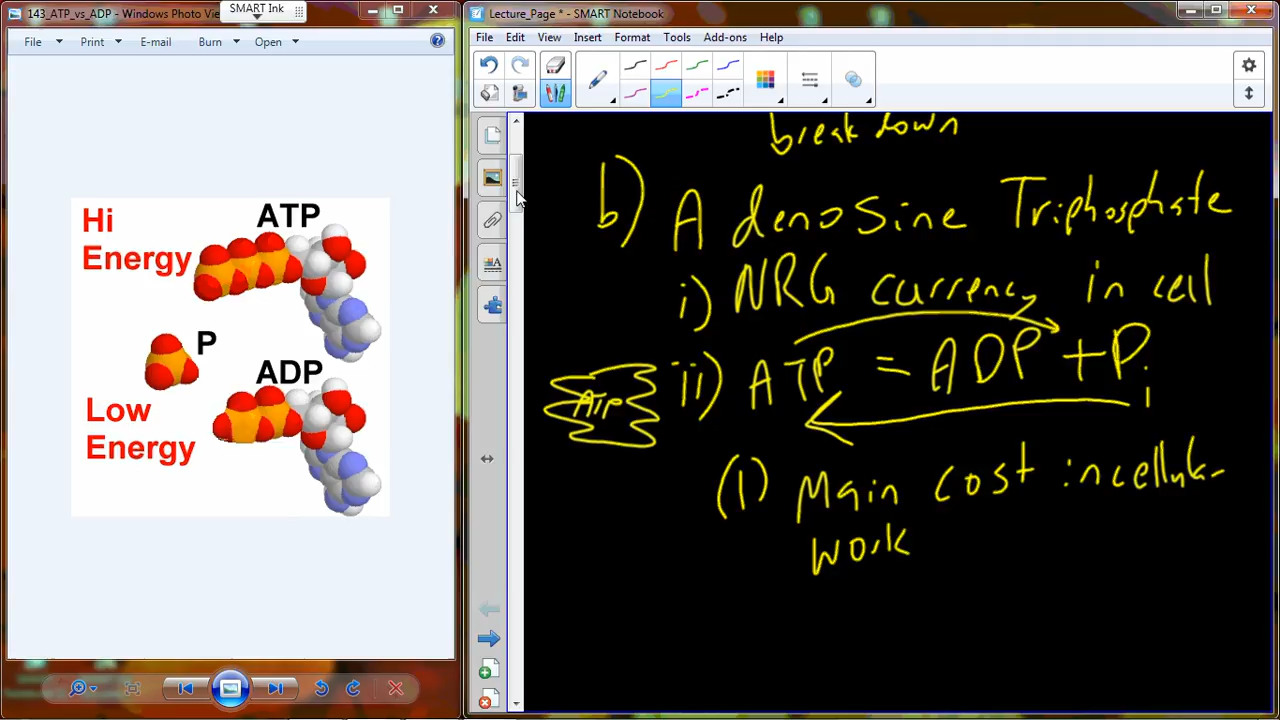 143_ATP_vs_ADP - Windows Photo Vie
SMART Ink
File Print E-mail Burn Open
Hi
Energy
ATP
P
ADP
Low
Energy
Lecture_Page * - SMART Notebook
File Edit View Insert Format Tools Add-ons Help
break down
b) Adenosine Triphosphate
i) NRG currency in cell
ii) ATP = ADP + Pi
ATP
(1) Main cost in cellular
work